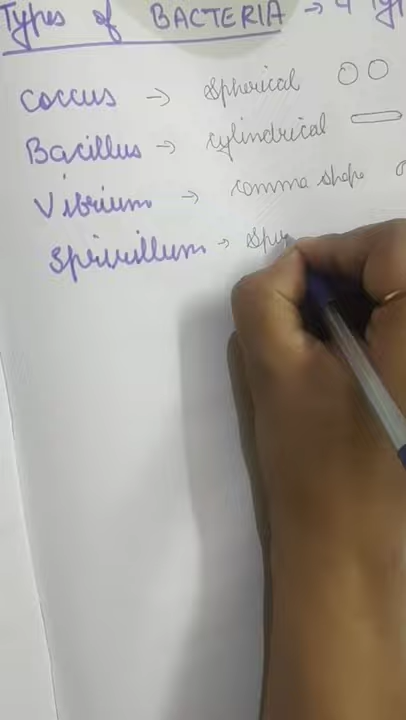 Types of BACTERIA → 4
Coccus → Spherical
Bacillus → cylindrical
Vibrium → comma shape
Spirillum →